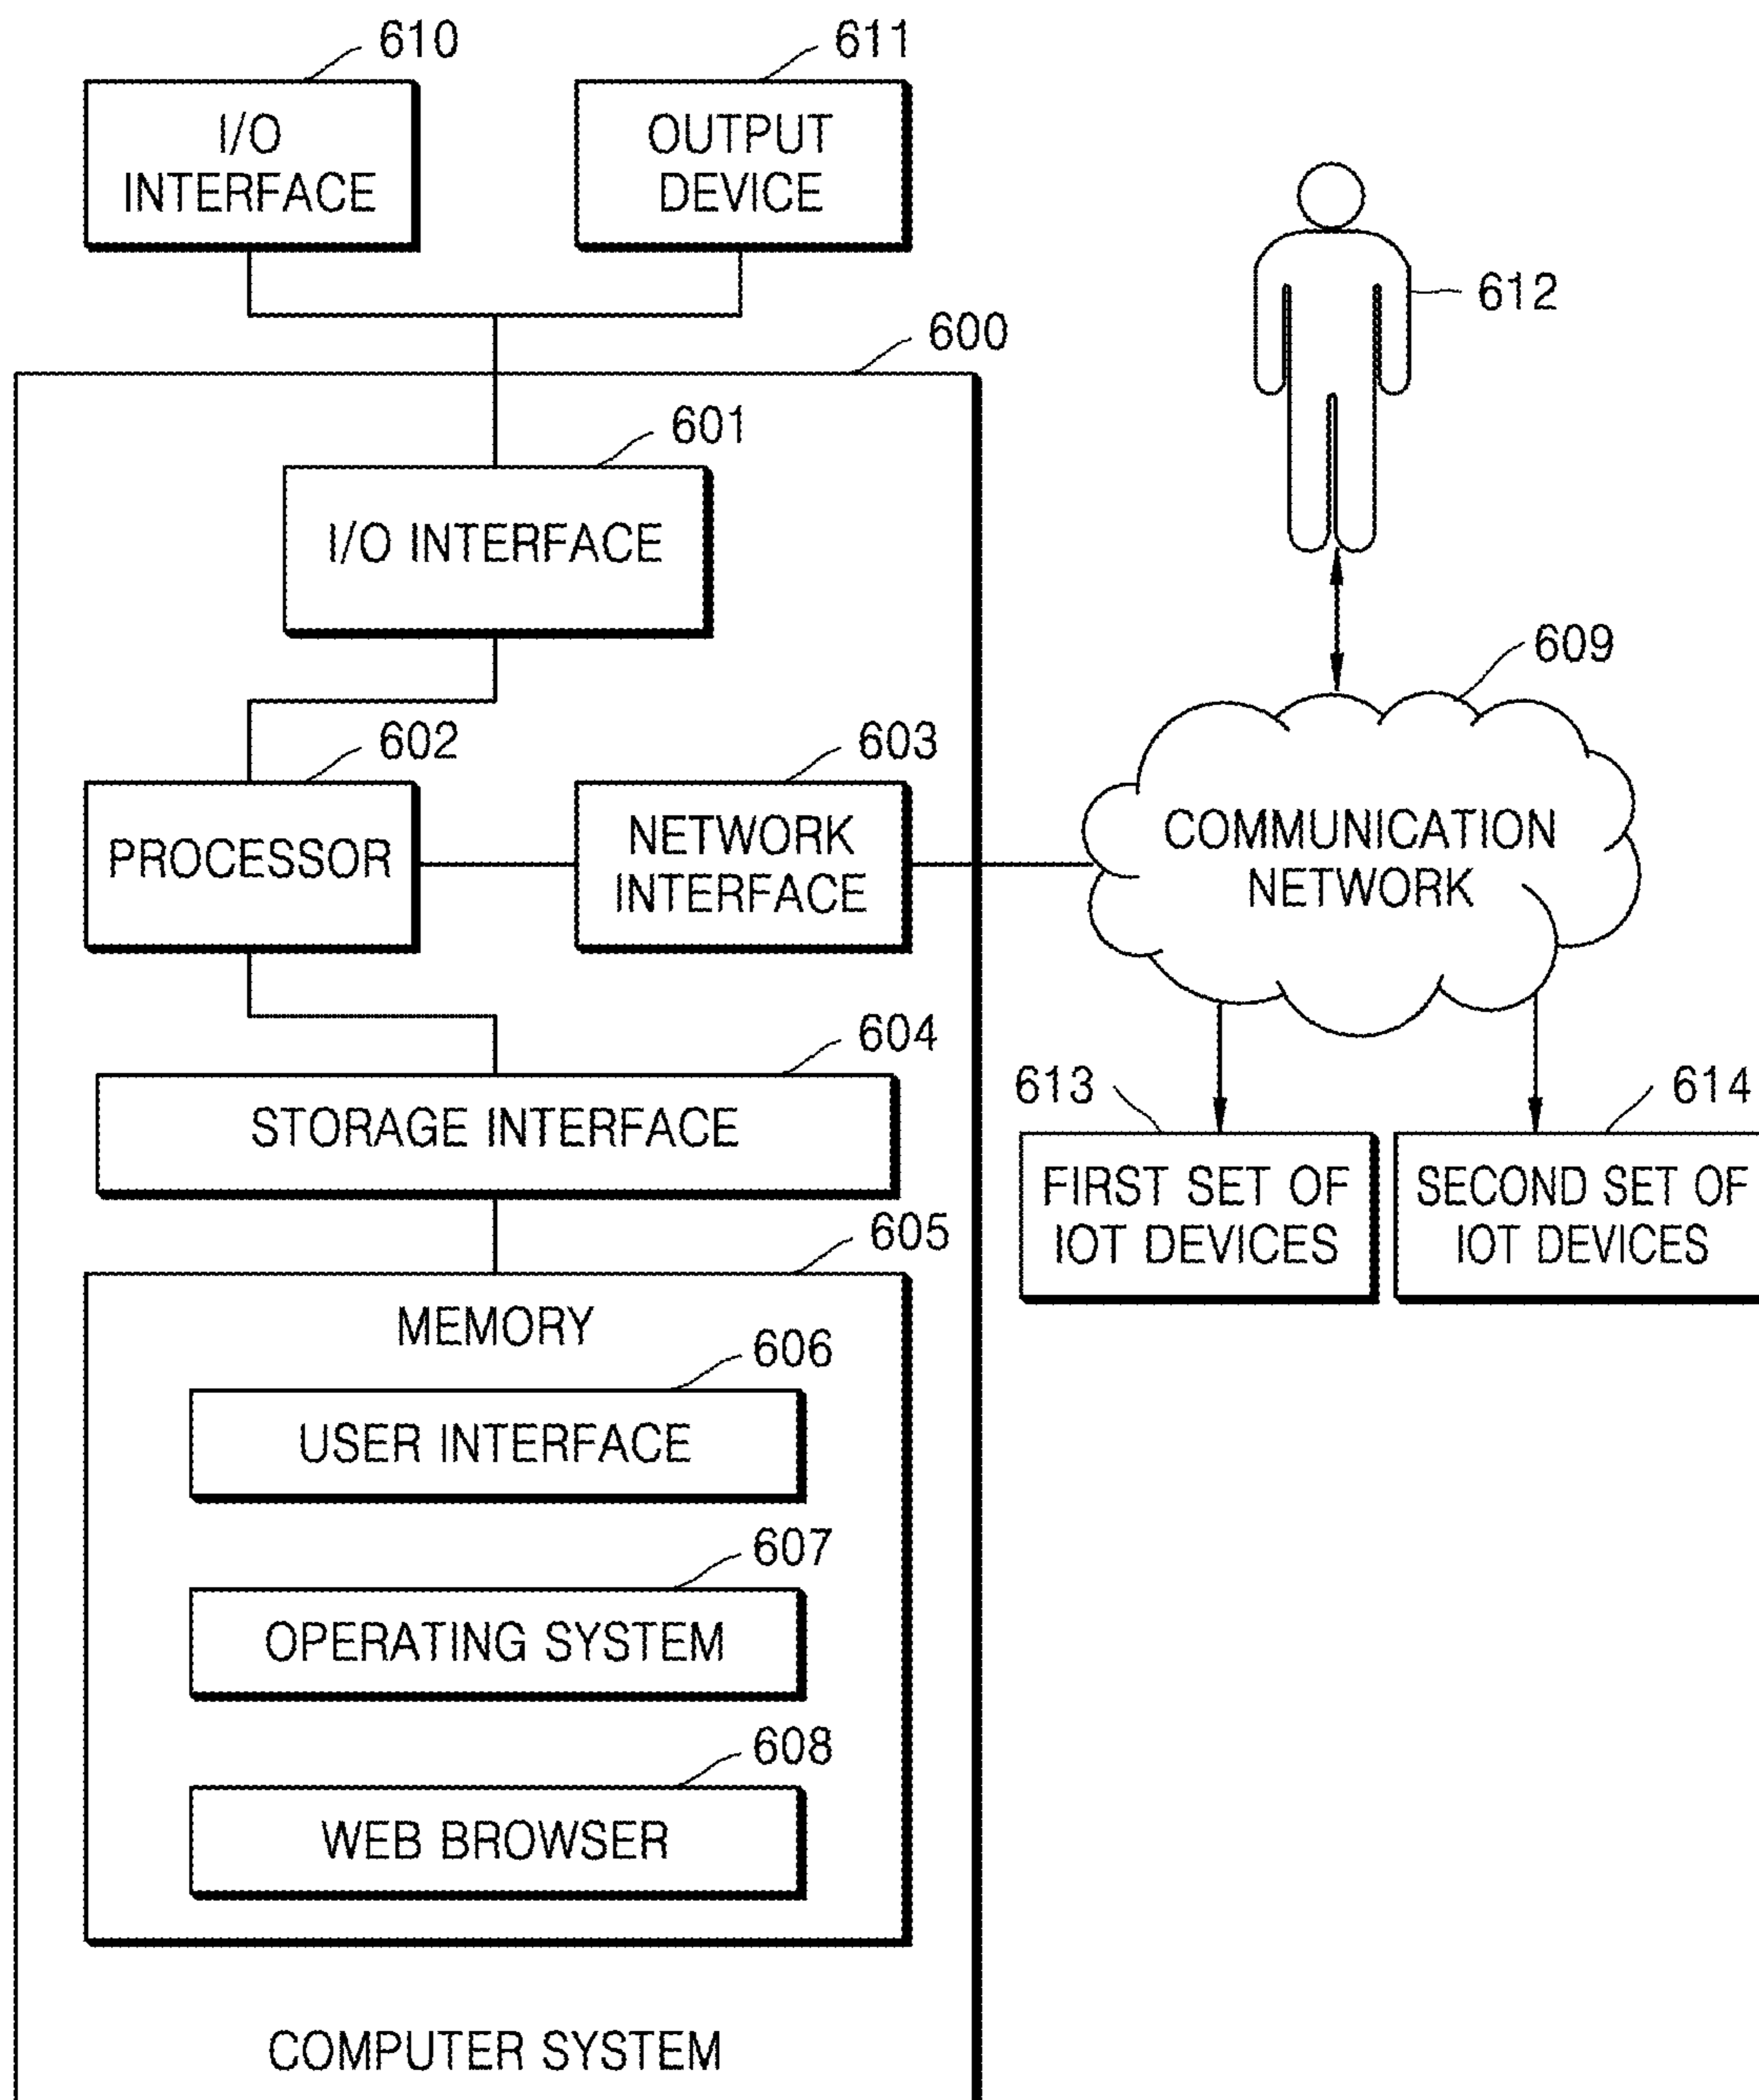 610
611
I/O
INTERFACE
OUTPUT
DEVICE
612
600
601
I/O INTERFACE
609
602
603
PROCESSOR
NETWORK
INTERFACE
COMMUNICATION
NETWORK
604
STORAGE INTERFACE
613
614
FIRST SET OF
IOT DEVICES
SECOND SET OF
IOT DEVICES
605
MEMORY
606
USER INTERFACE
607
OPERATING SYSTEM
608
WEB BROWSER
COMPUTER SYSTEM